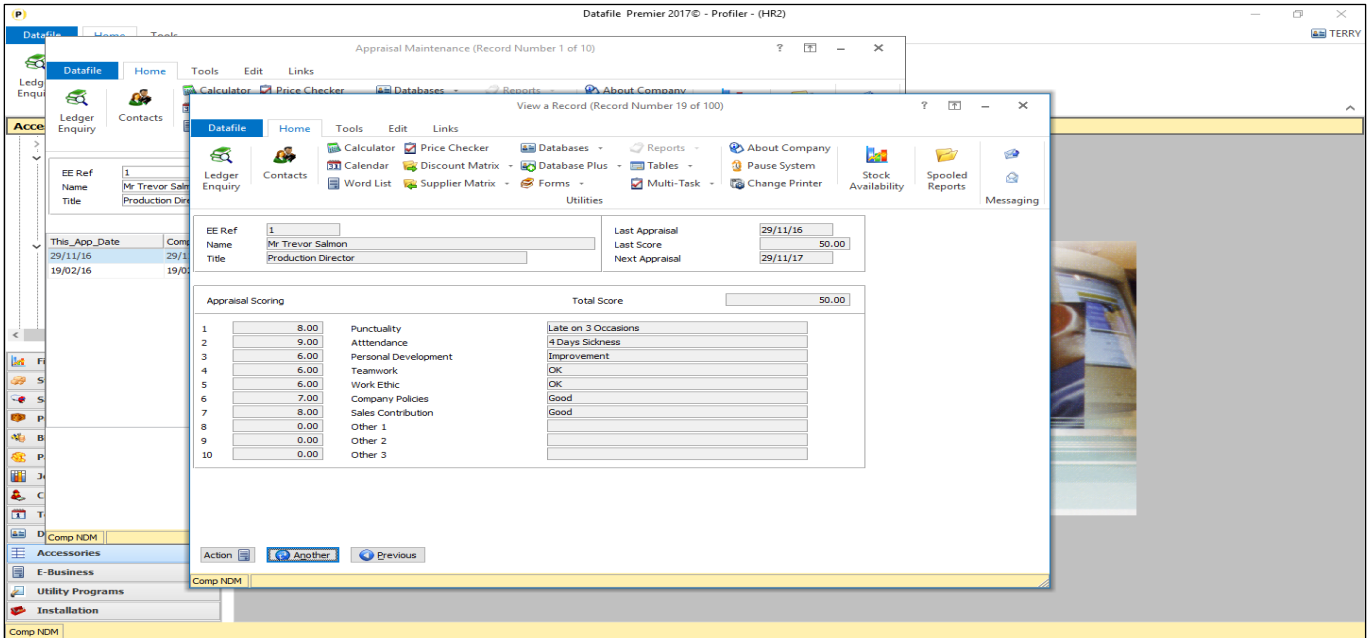 Datafile Premier 2017© - Profiler - (HR2)
Datafile Home Tools
TERRY
Ledg
Enqui
Acce
Appraisal Maintenance (Record Number 1 of 10)
Datafile Home Tools Edit Links
Ledger Enquiry
Contacts
Calculator Price Checker Databases Reports About Company
EE Ref 1
Name Mr Trevor Salm
Title Production Dire
This_App_Date Comp
29/11/16 29/1
19/02/16 19/0
Comp NDM
View a Record (Record Number 19 of 100)
Datafile Home Tools Edit Links
Ledger Enquiry
Contacts
Calculator Price Checker Databases Reports About Company
Calendar Discount Matrix Database Plus Tables Pause System
Word List Supplier Matrix Forms Multi-Task Change Printer
Stock Availability
Spooled Reports
Utilities
Messaging
EE Ref 1
Name Mr Trevor Salmon
Title Production Director
Last Appraisal 29/11/16
Last Score 50.00
Next Appraisal 29/11/17
Appraisal Scoring Total Score 50.00
1 8.00 Punctuality Late on 3 Occasions
2 9.00 Atttendance 4 Days Sickness
3 6.00 Personal Development Improvement
4 6.00 Teamwork OK
5 6.00 Work Ethic OK
6 7.00 Company Policies Good
7 8.00 Sales Contribution Good
8 0.00 Other 1
9 0.00 Other 2
10 0.00 Other 3
Action Another Previous
Comp NDM
Fi
S
S
P
B
P
J
C
T
D
Accessories
E-Business
Utility Programs
Installation
Comp NDM